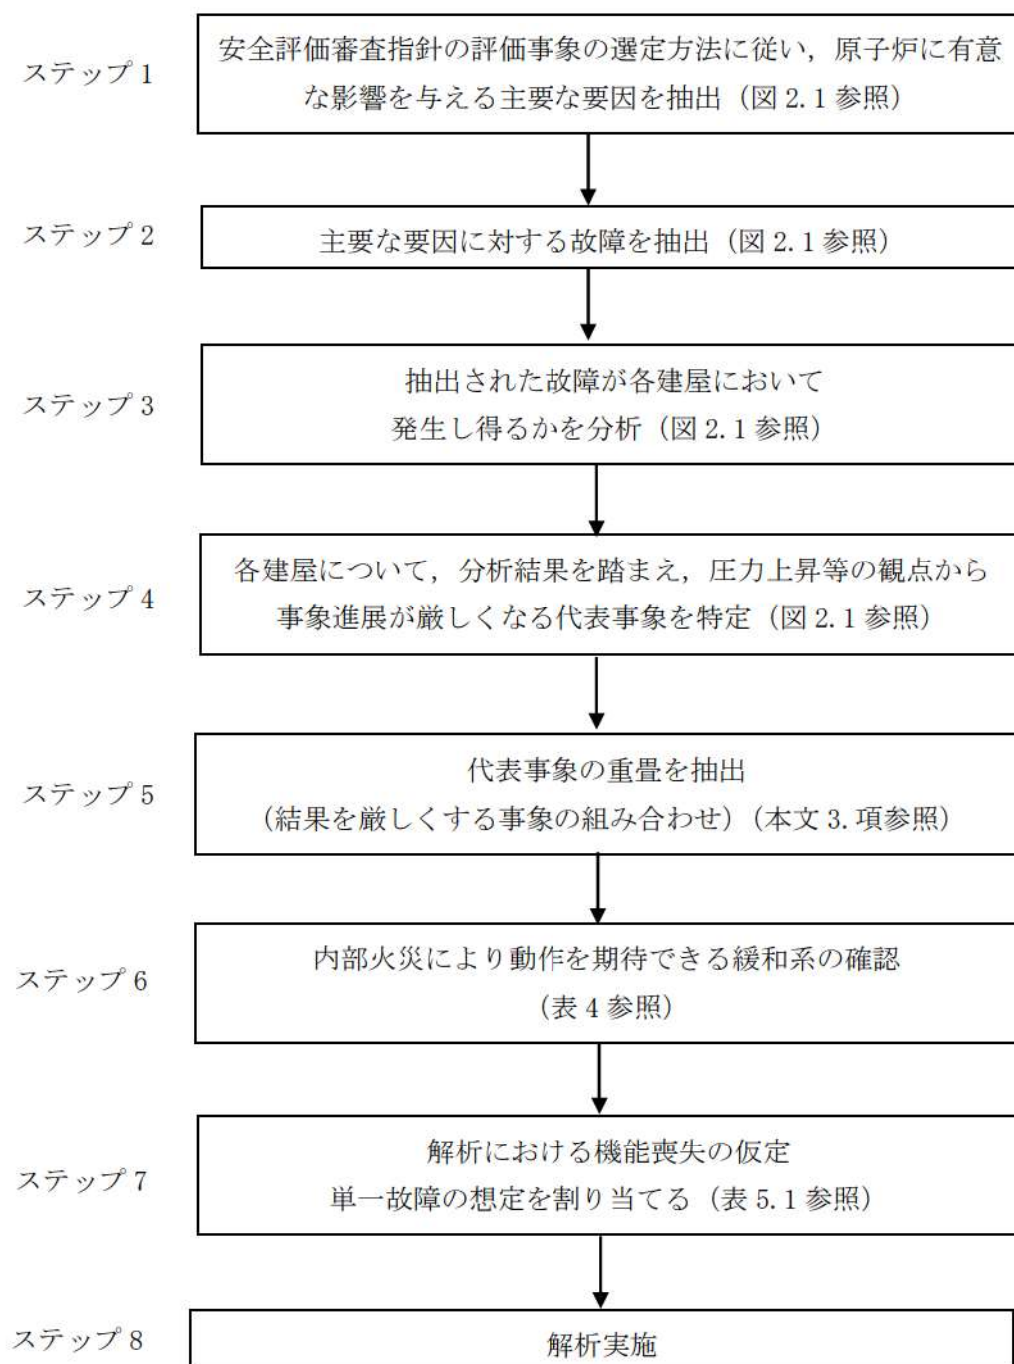 ステップ 1
安全評価審査指針の評価事象の選定方法に従い，原子炉に有意
な影響を与える主要な要因を抽出（図 2.1 参照）
ステップ 2
主要な要因に対する故障を抽出（図 2.1 参照）
ステップ 3
抽出された故障が各建屋において
発生し得るかを分析（図 2.1 参照）
ステップ 4
各建屋について，分析結果を踏まえ，圧力上昇等の観点から
事象進展が厳しくなる代表事象を特定（図 2.1 参照）
ステップ 5
代表事象の重畳を抽出
（結果を厳しくする事象の組み合わせ）（本文 3. 項参照）
ステップ 6
内部火災により動作を期待できる緩和系の確認
（表 4 参照）
ステップ 7
解析における機能喪失の仮定
単一故障の想定を割り当てる（表 5.1 参照）
ステップ 8
解析実施